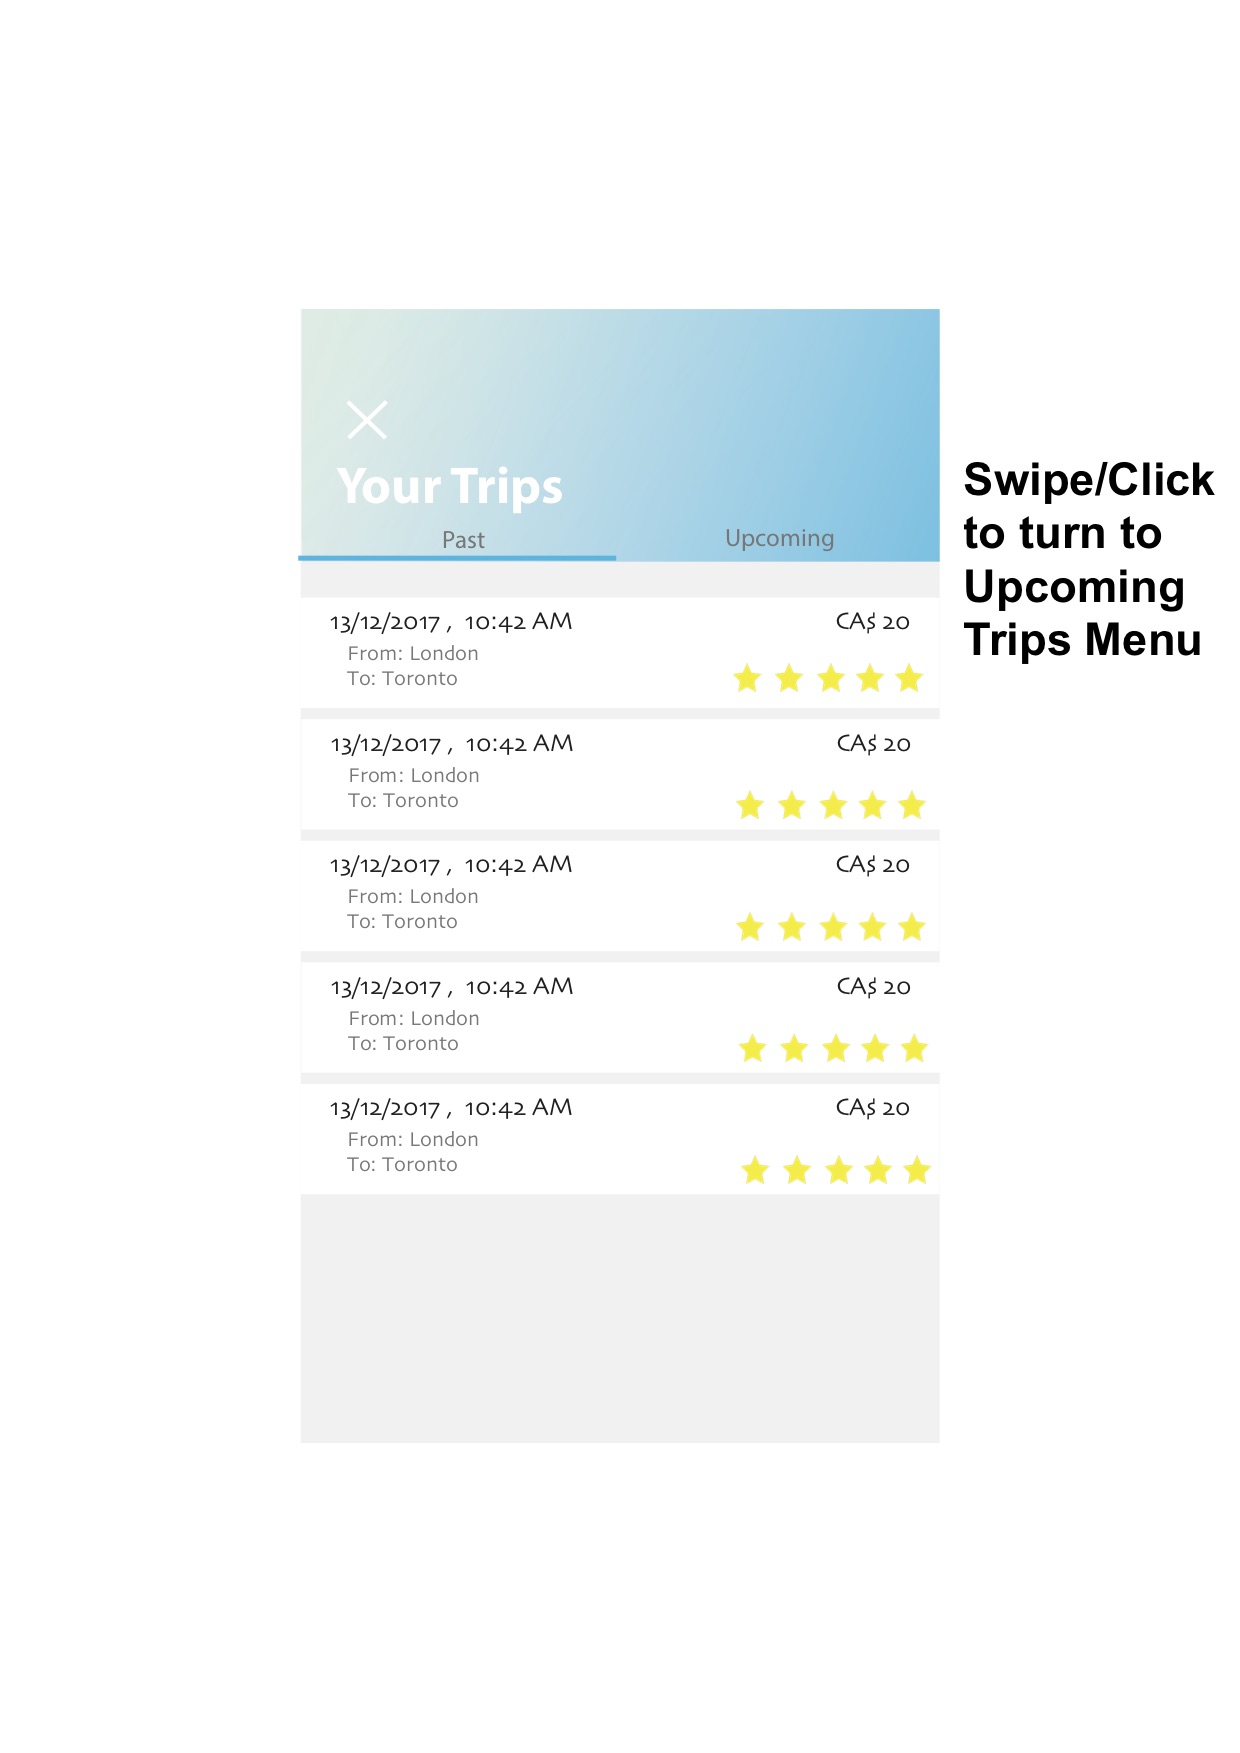 Your Trips
Past
Upcoming
Swipe/Click
to turn to
Upcoming
Trips Menu
13/12/2017 , 10:42 AM
CA$ 20
From: London
To: Toronto
13/12/2017 , 10:42 AM
CA$ 20
From: London
To: Toronto
13/12/2017 , 10:42 AM
CA$ 20
From: London
To: Toronto
13/12/2017 , 10:42 AM
CA$ 20
From: London
To: Toronto
13/12/2017 , 10:42 AM
CA$ 20
From: London
To: Toronto